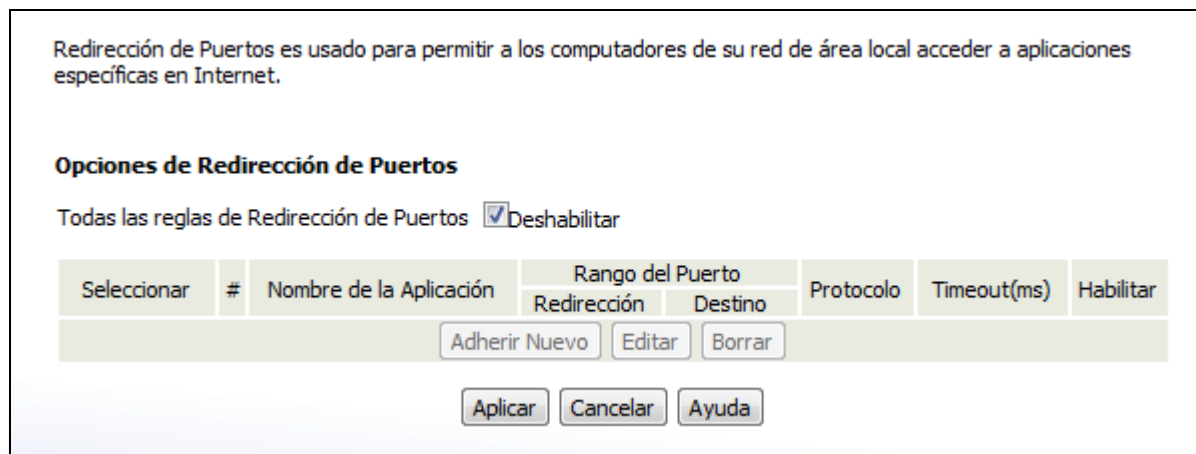 Redirección de Puertos es usado para permitir a los computadores de su red de área local acceder a aplicaciones
específicas en Internet.
Opciones de Redirección de Puertos
Todas las reglas de Redirección de Puertos Deshabilitar
Seleccionar # Nombre de la Aplicación Rango del Puerto Protocolo Timeout(ms) Habilitar
Redirección Destino
Adherir Nuevo Editar Borrar
Aplicar Cancelar Ayuda